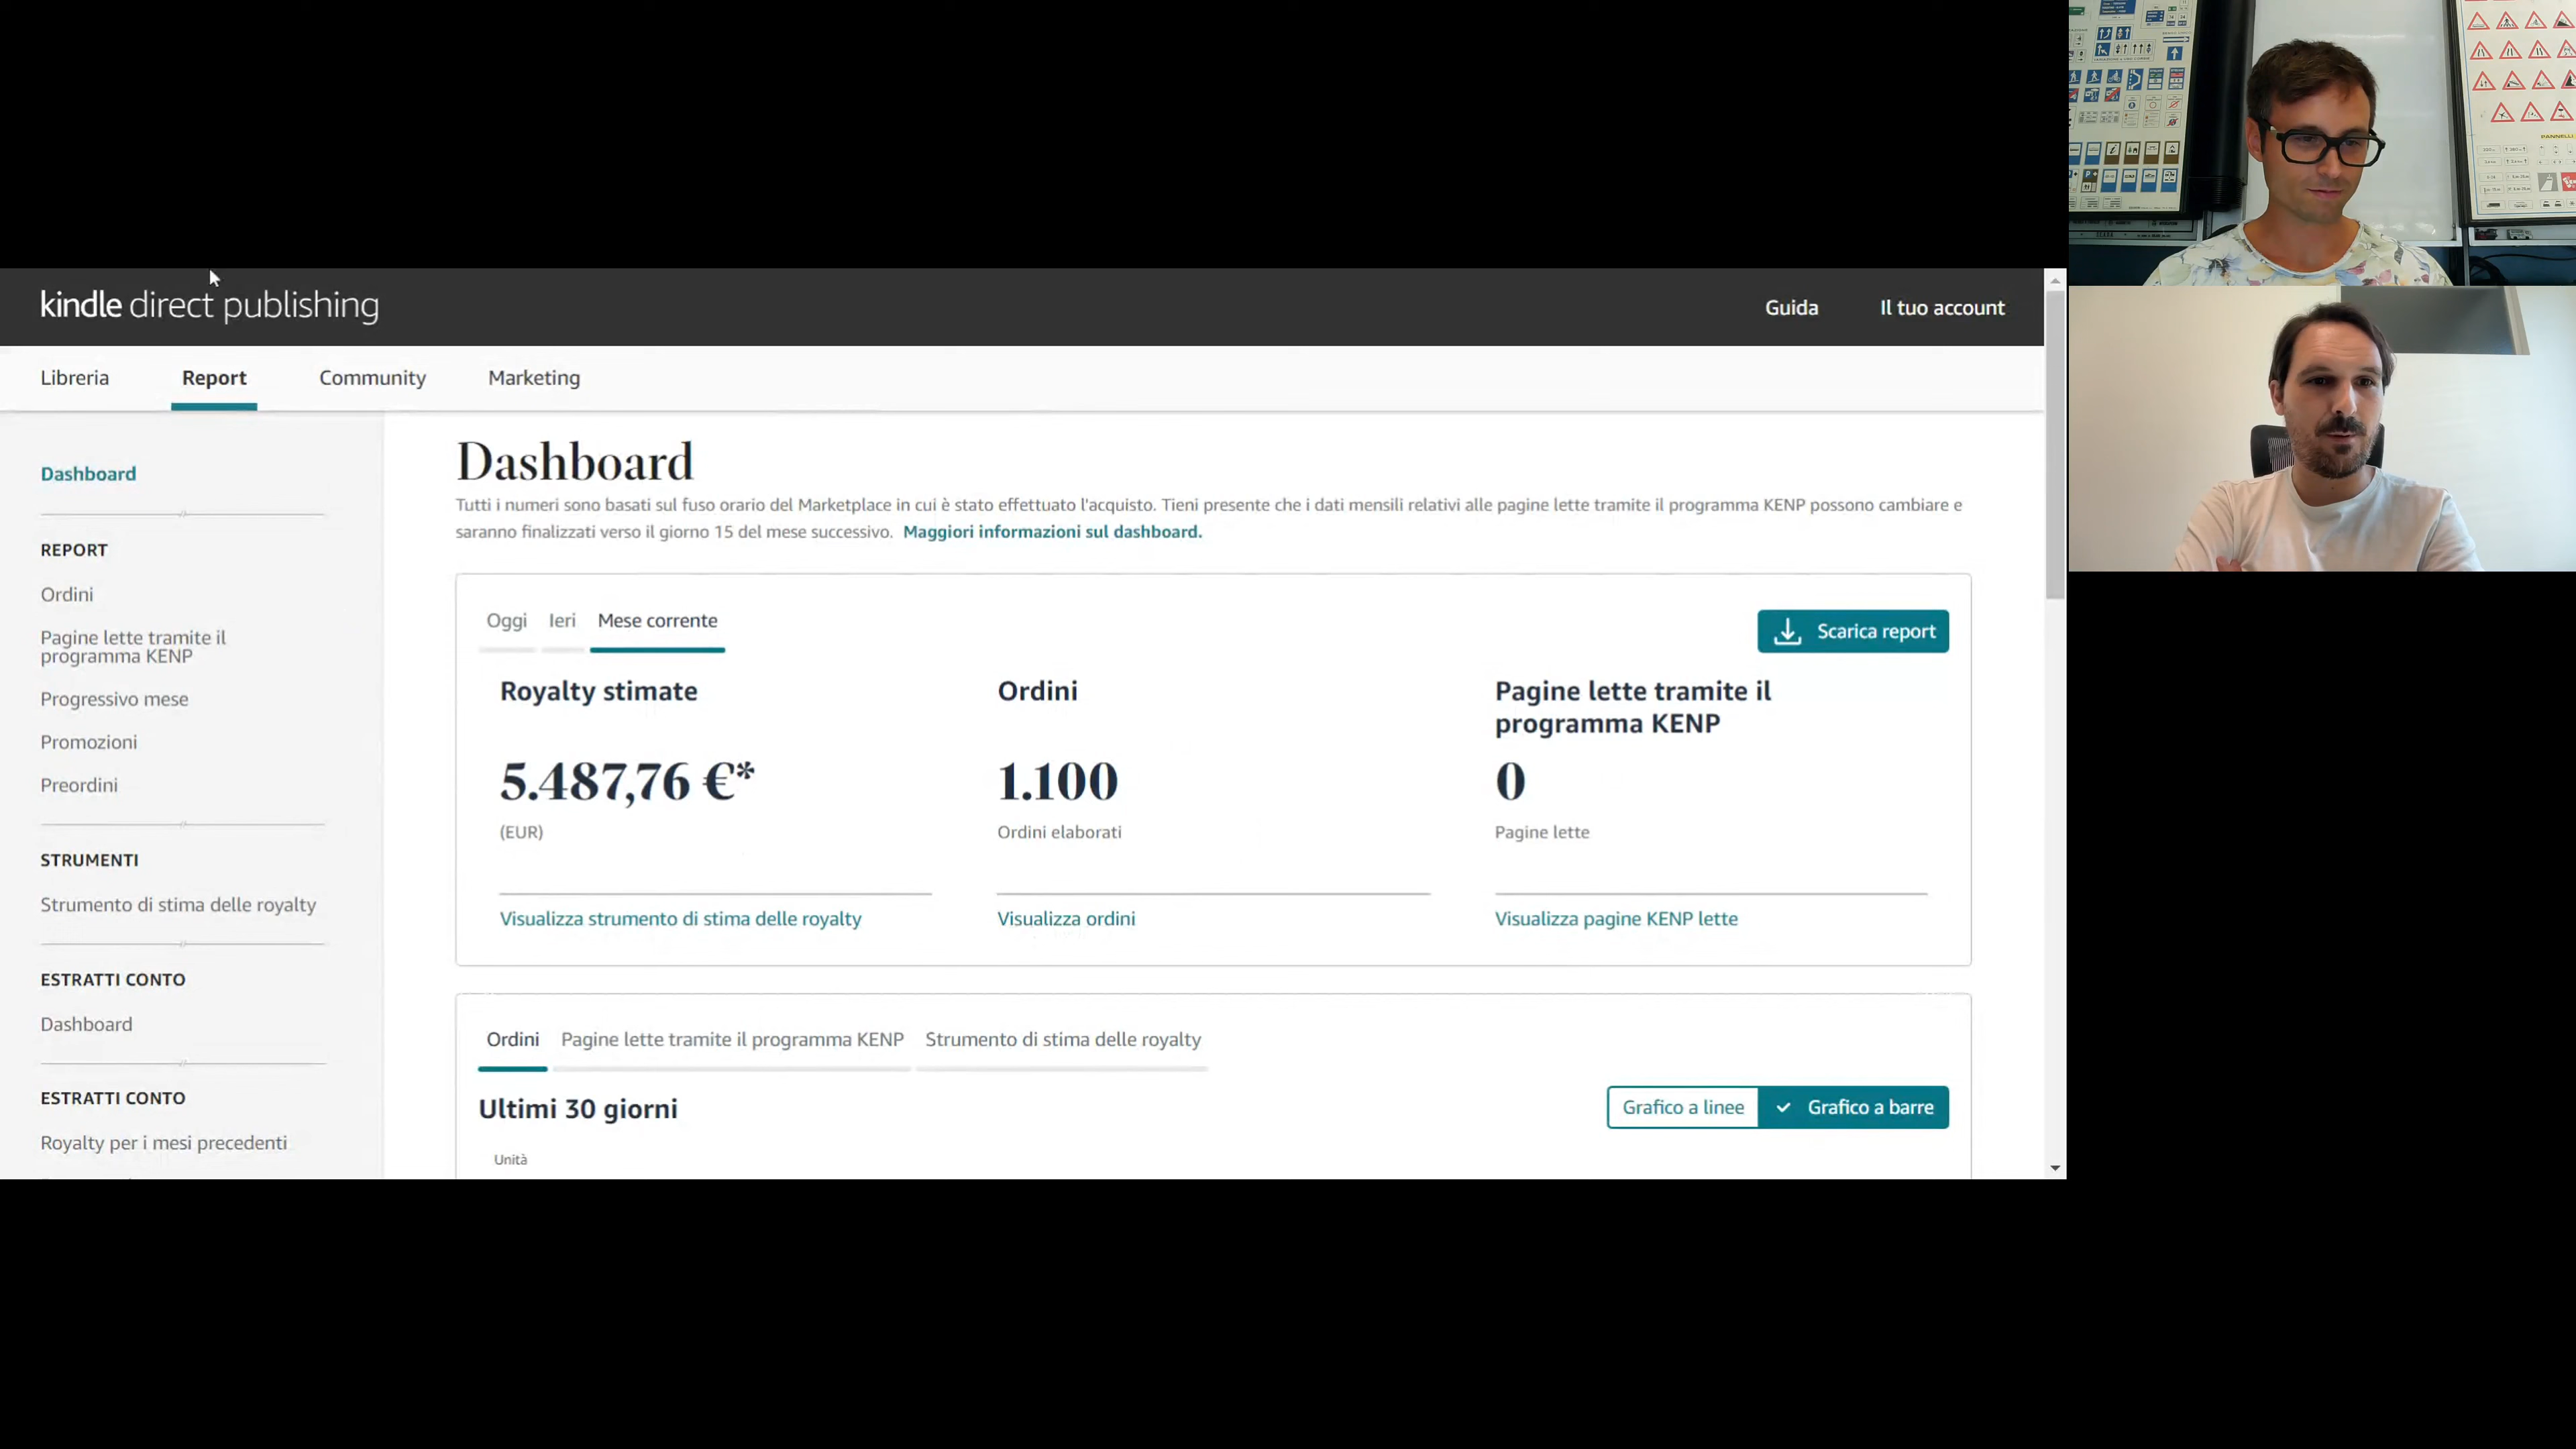 kindle direct publishing
Guida
Il tuo account
Libreria
Report
Community
Marketing
Dashboard
REPORT
Ordini
Pagine lette tramite il
programma KENP
Progressivo mese
Promozioni
Preordini
STRUMENTI
Strumento di stima delle royalty
ESTRATTI CONTO
Dashboard
ESTRATTI CONTO
Royalty per i mesi precedenti
Dashboard
Tutti i numeri sono basati sul fuso orario del Marketplace in cui è stato effettuato l'acquisto. Tieni presente che i dati mensili relativi alle pagine lette tramite il programma KENP possono cambiare e
saranno finalizzati verso il giorno 15 del mese successivo. Maggiori informazioni sul dashboard.
Oggi
Ieri
Mese corrente
Scarica report
Royalty stimate
5.487,76 €*
(EUR)
Visualizza strumento di stima delle royalty
Ordini
1.100
Ordini elaborati
Visualizza ordini
Pagine lette tramite il
programma KENP
0
Pagine lette
Visualizza pagine KENP lette
Ordini
Pagine lette tramite il programma KENP
Strumento di stima delle royalty
Ultimi 30 giorni
Grafico a linee
Grafico a barre
Unità
PANNELLI